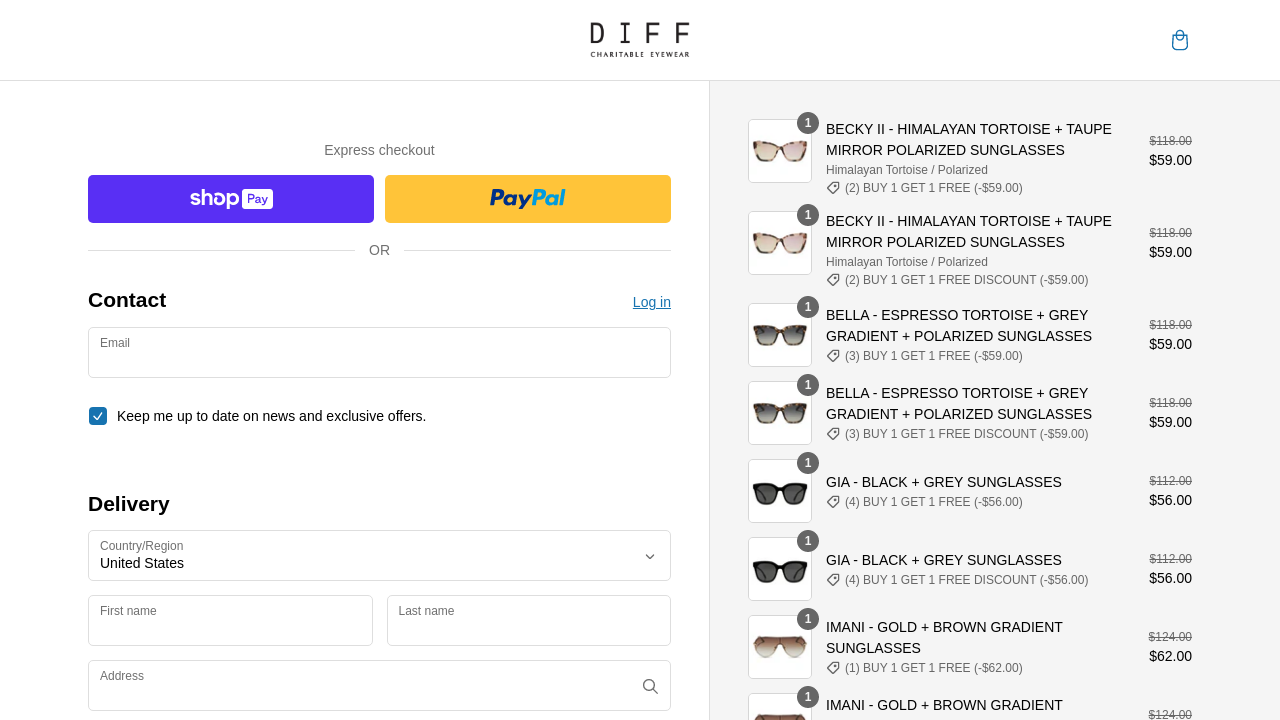 DIFF
CHARITABLE EYEWEAR
Express checkout
shop Pay
PayPal
OR
Contact
Log in
Email
Keep me up to date on news and exclusive offers.
Delivery
Country/Region
United States
First name
Last name
Address
1
BECKY II - HIMALAYAN TORTOISE + TAUPE
MIRROR POLARIZED SUNGLASSES
Himalayan Tortoise / Polarized
(2) BUY 1 GET 1 FREE (-$59.00)
$118.00
$59.00
1
BECKY II - HIMALAYAN TORTOISE + TAUPE
MIRROR POLARIZED SUNGLASSES
Himalayan Tortoise / Polarized
(2) BUY 1 GET 1 FREE DISCOUNT (-$59.00)
$118.00
$59.00
1
BELLA - ESPRESSO TORTOISE + GREY
GRADIENT + POLARIZED SUNGLASSES
(3) BUY 1 GET 1 FREE (-$59.00)
$118.00
$59.00
1
BELLA - ESPRESSO TORTOISE + GREY
GRADIENT + POLARIZED SUNGLASSES
(3) BUY 1 GET 1 FREE DISCOUNT (-$59.00)
$118.00
$59.00
1
GIA - BLACK + GREY SUNGLASSES
(4) BUY 1 GET 1 FREE (-$56.00)
$112.00
$56.00
1
GIA - BLACK + GREY SUNGLASSES
(4) BUY 1 GET 1 FREE DISCOUNT (-$56.00)
$112.00
$56.00
1
IMANI - GOLD + BROWN GRADIENT
SUNGLASSES
(1) BUY 1 GET 1 FREE (-$62.00)
$124.00
$62.00
1
IMANI - GOLD + BROWN GRADIENT
$124.00